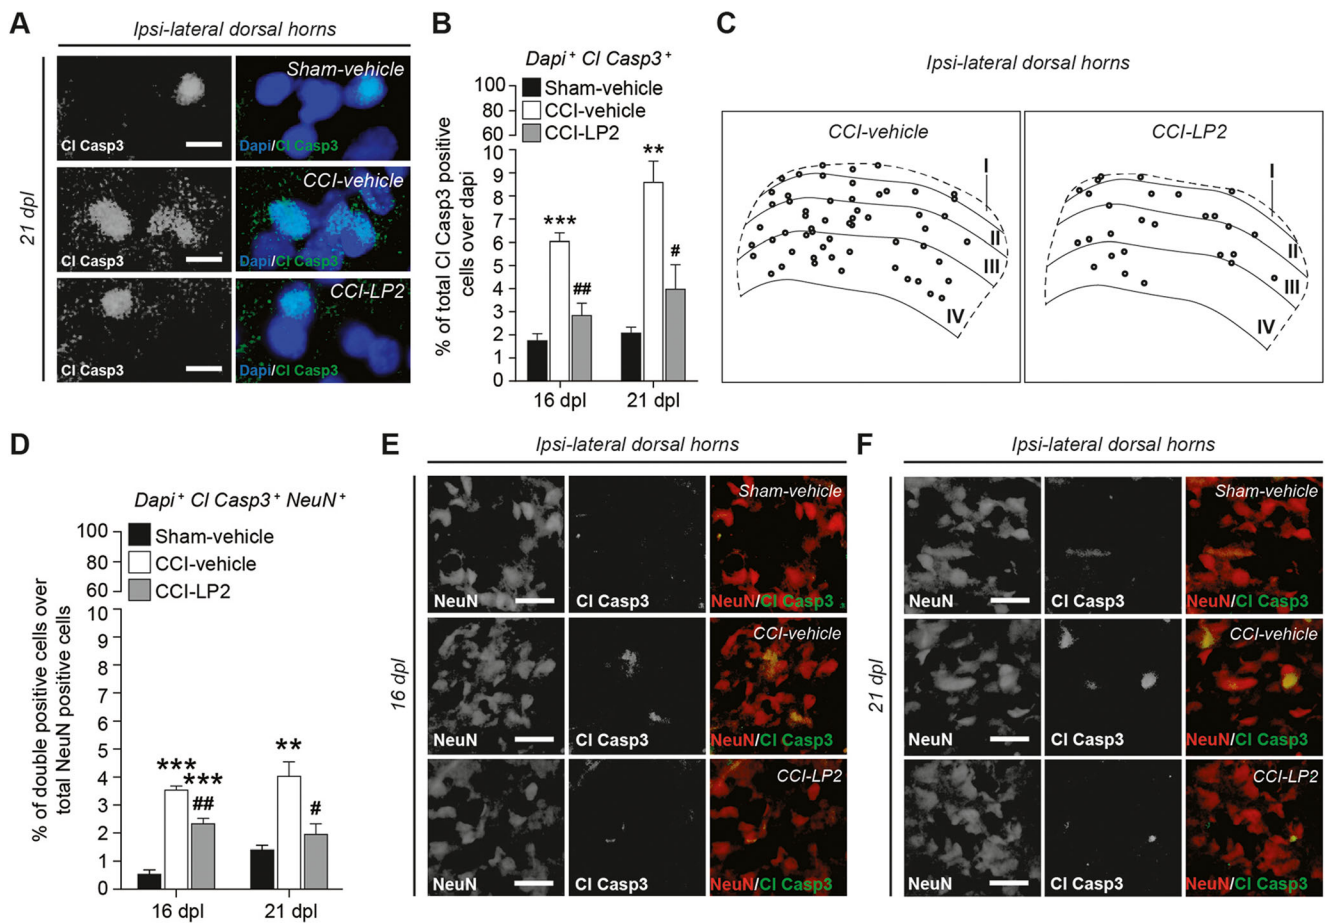 A
Ipsi-lateral dorsal horns
21 dpl
Sham-vehicle
Cl Casp3
Dapi/Cl Casp3
CCI-vehicle
Cl Casp3
Dapi/Cl Casp3
CCI-LP2
Cl Casp3
Dapi/Cl Casp3
B
Dapi+ Cl Casp3+
Sham-vehicle
CCI-vehicle
CCI-LP2
% of total Cl Casp3 positive
cells over dapi
100
80
60
10
9
8
7
6
5
4
3
2
1
0
***
##
**
#
16 dpl
21 dpl
C
Ipsi-lateral dorsal horns
CCI-vehicle
I
II
III
IV
CCI-LP2
I
II
III
IV
D
Dapi+ Cl Casp3+ NeuN+
Sham-vehicle
CCI-vehicle
CCI-LP2
% of double positive cells over
total NeuN positive cells
100
80
60
10
9
8
7
6
5
4
3
2
1
0
***
***
##
**
#
16 dpl
21 dpl
E
Ipsi-lateral dorsal horns
16 dpl
Sham-vehicle
NeuN
Cl Casp3
NeuN/Cl Casp3
CCI-vehicle
NeuN
Cl Casp3
NeuN/Cl Casp3
CCI-LP2
NeuN
Cl Casp3
NeuN/Cl Casp3
F
Ipsi-lateral dorsal horns
21 dpl
Sham-vehicle
NeuN
Cl Casp3
NeuN/Cl Casp3
CCI-vehicle
NeuN
Cl Casp3
NeuN/Cl Casp3
CCI-LP2
NeuN
Cl Casp3
NeuN/Cl Casp3